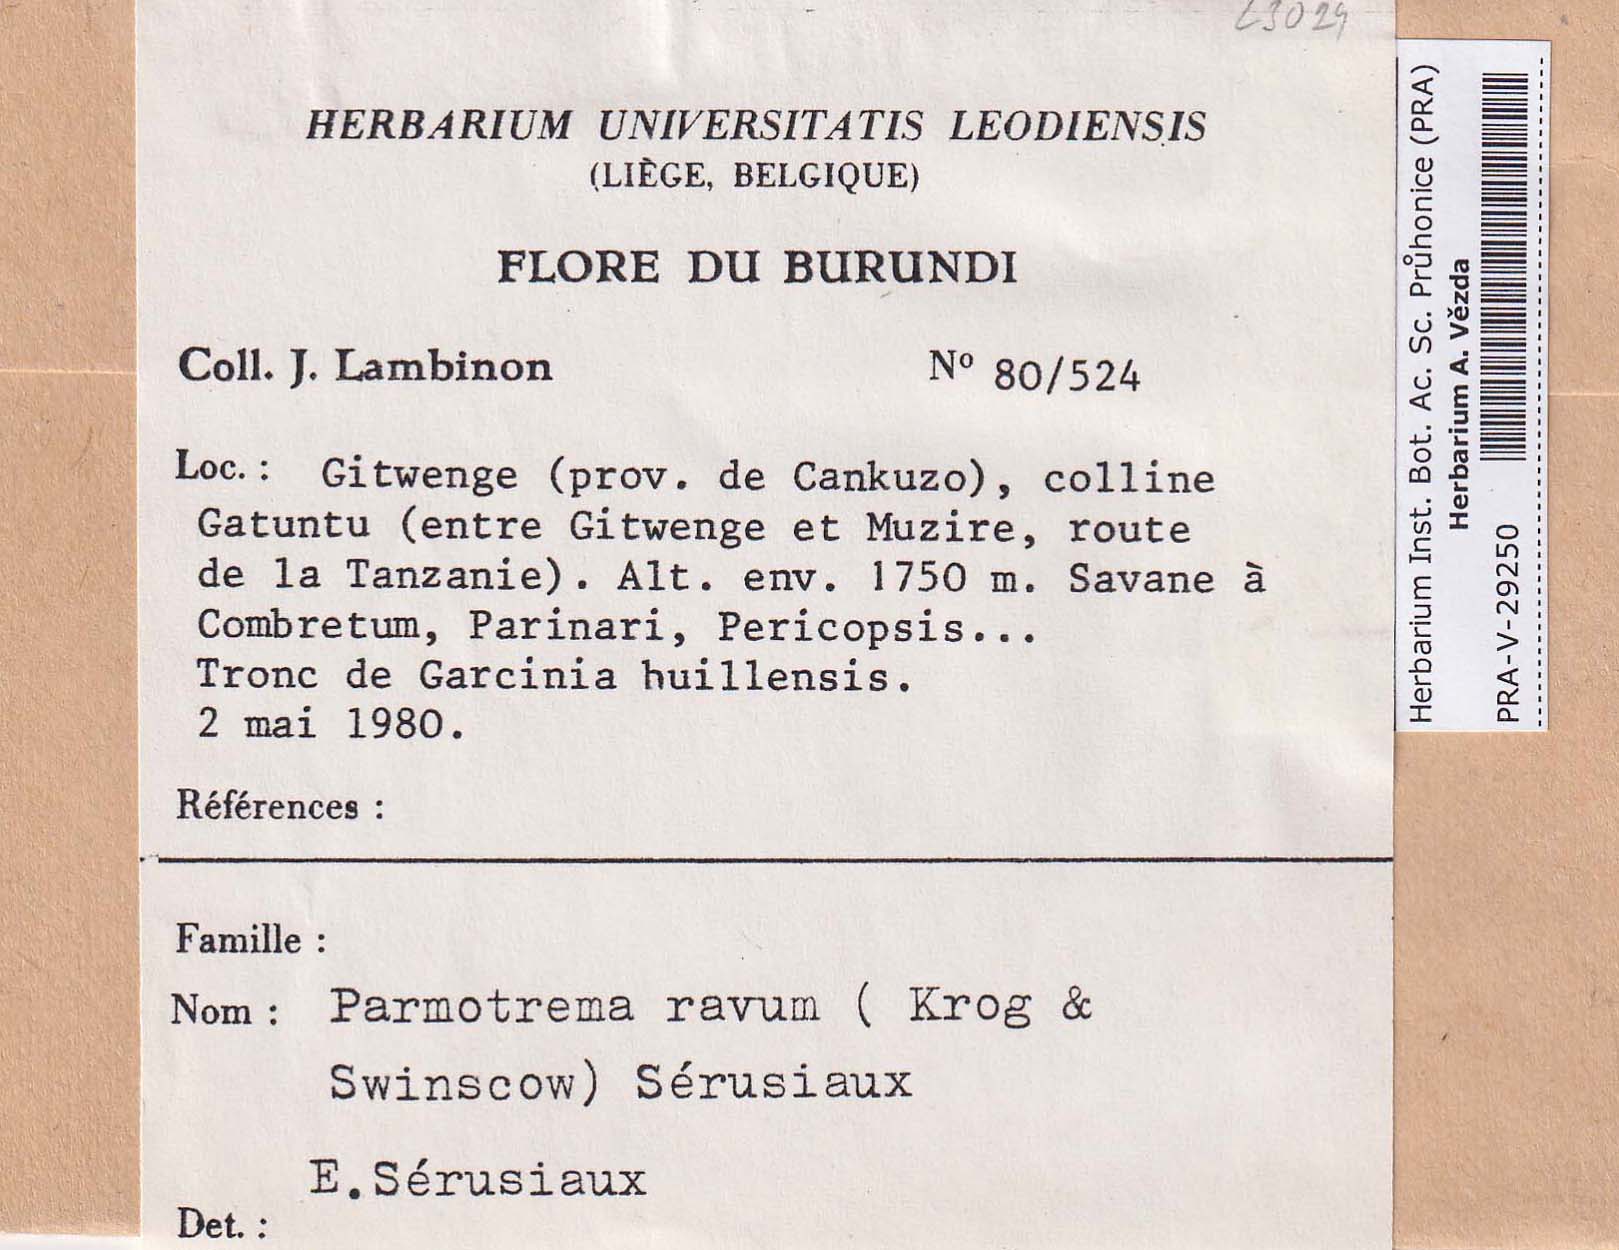 L3024
HERBARIUM UNIVERSITATIS LEODIENSIS
(LIÈGE, BELGIQUE)
FLORE DU BURUNDI
Coll. J. Lambinon Nº 80/524
Loc. : Gitwenge (prov. de Cankuzo), colline
Gatuntu (entre Gitwenge et Muzire, route
de la Tanzanie). Alt. env. 1750 m. Savane à
Combretum, Parinari, Pericopsis...
Tronc de Garcinia huillensis.
2 mai 1980.
Références :
Famille :
Nom : Parmotrema ravum ( Krog &
Swinscow) Sérusiaux
E.Sérusiaux
Det. :
Herbarium Inst. Bot. Ac. Sc. Průhonice (PRA)
Herbarium A. Vězda
PRA-V-29250